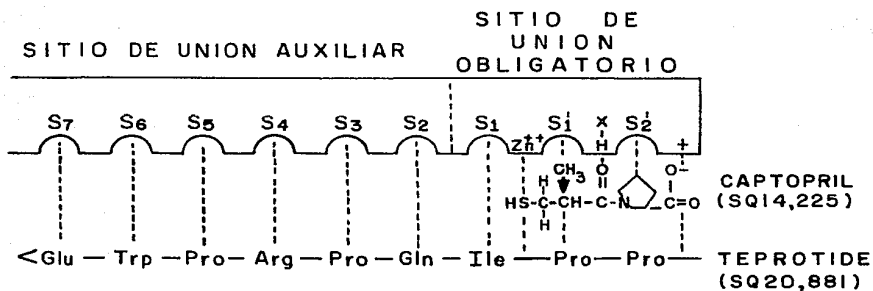 SITIO DE UNION AUXILIAR
SITIO DE
UNION
OBLIGATORIO
S7 S6 S5 S4 S3 S2 S1 Zn++ S1' X S2' +
H
CH3 O O-
H
HS-C-CH-C-N C=O
H
CAPTOPRIL
(SQ14,225)
<Glu-Trp-Pro-Arg-Pro-Gln-Ile-Pro-Pro-
TEPROTIDE
(SQ20,881)